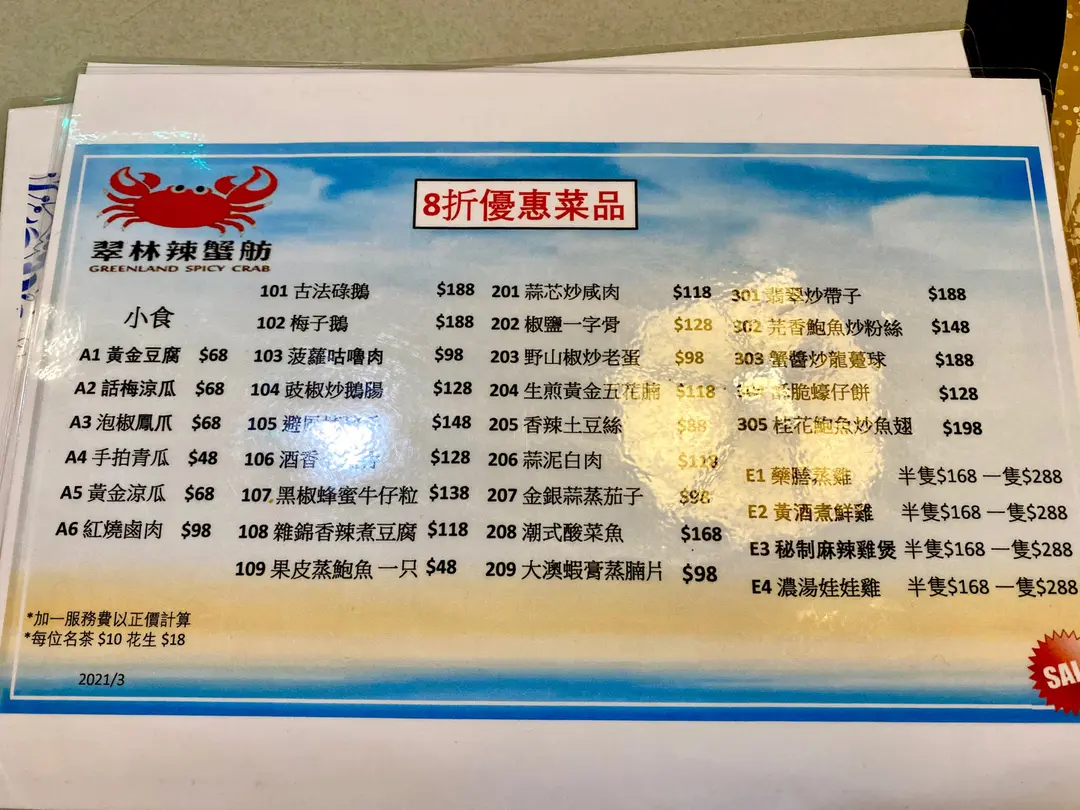 8折優惠菜品
翠林辣蟹舫
GREENLAND SPICY CRAB
小食
A1 黃金豆腐 $68
A2 話梅涼瓜 $68
A3 泡椒鳳爪 $68
A4 手拍青瓜 $48
A5 黃金涼瓜 $68
A6 紅燒鹵肉 $98
101 古法碌鵝 $188
102 梅子鵝 $188
103 菠蘿咕嚕肉 $98
104 豉椒炒鵝腸 $128
105 避 $148
106 酒香 $128
107 黑椒蜂蜜牛仔粒 $138
108 雜錦香辣煮豆腐 $118
109 果皮蒸鮑魚 一只 $48
201 蒜芯炒咸肉 $118
202 椒鹽一字骨 $128
203 野山椒炒老蛋 $98
204 生煎黃金五花腩 $118
205 香辣土豆絲 $88
206 蒜泥白肉
207 金銀蒜蒸茄子 $98
208 潮式酸菜魚 $168
209 大澳蝦膏蒸腩片 $98
301 翡翠炒帶子 $188
302 芫香鮑魚炒粉絲 $148
303 蟹醬炒龍躉球 $188
脆蠔仔餅 $128
305 桂花鮑魚炒魚翅 $198
E1 藥膳蒸雞 半隻$168 一隻$288
E2 黃酒煮鮮雞 半隻$168 一隻$288
E3 秘制麻辣雞煲 半隻$168 一隻$288
E4 濃湯娃娃雞 半隻$168 一隻$288
*加一服務費以正價計算
*每位名茶 $10 花生 $18
2021/3